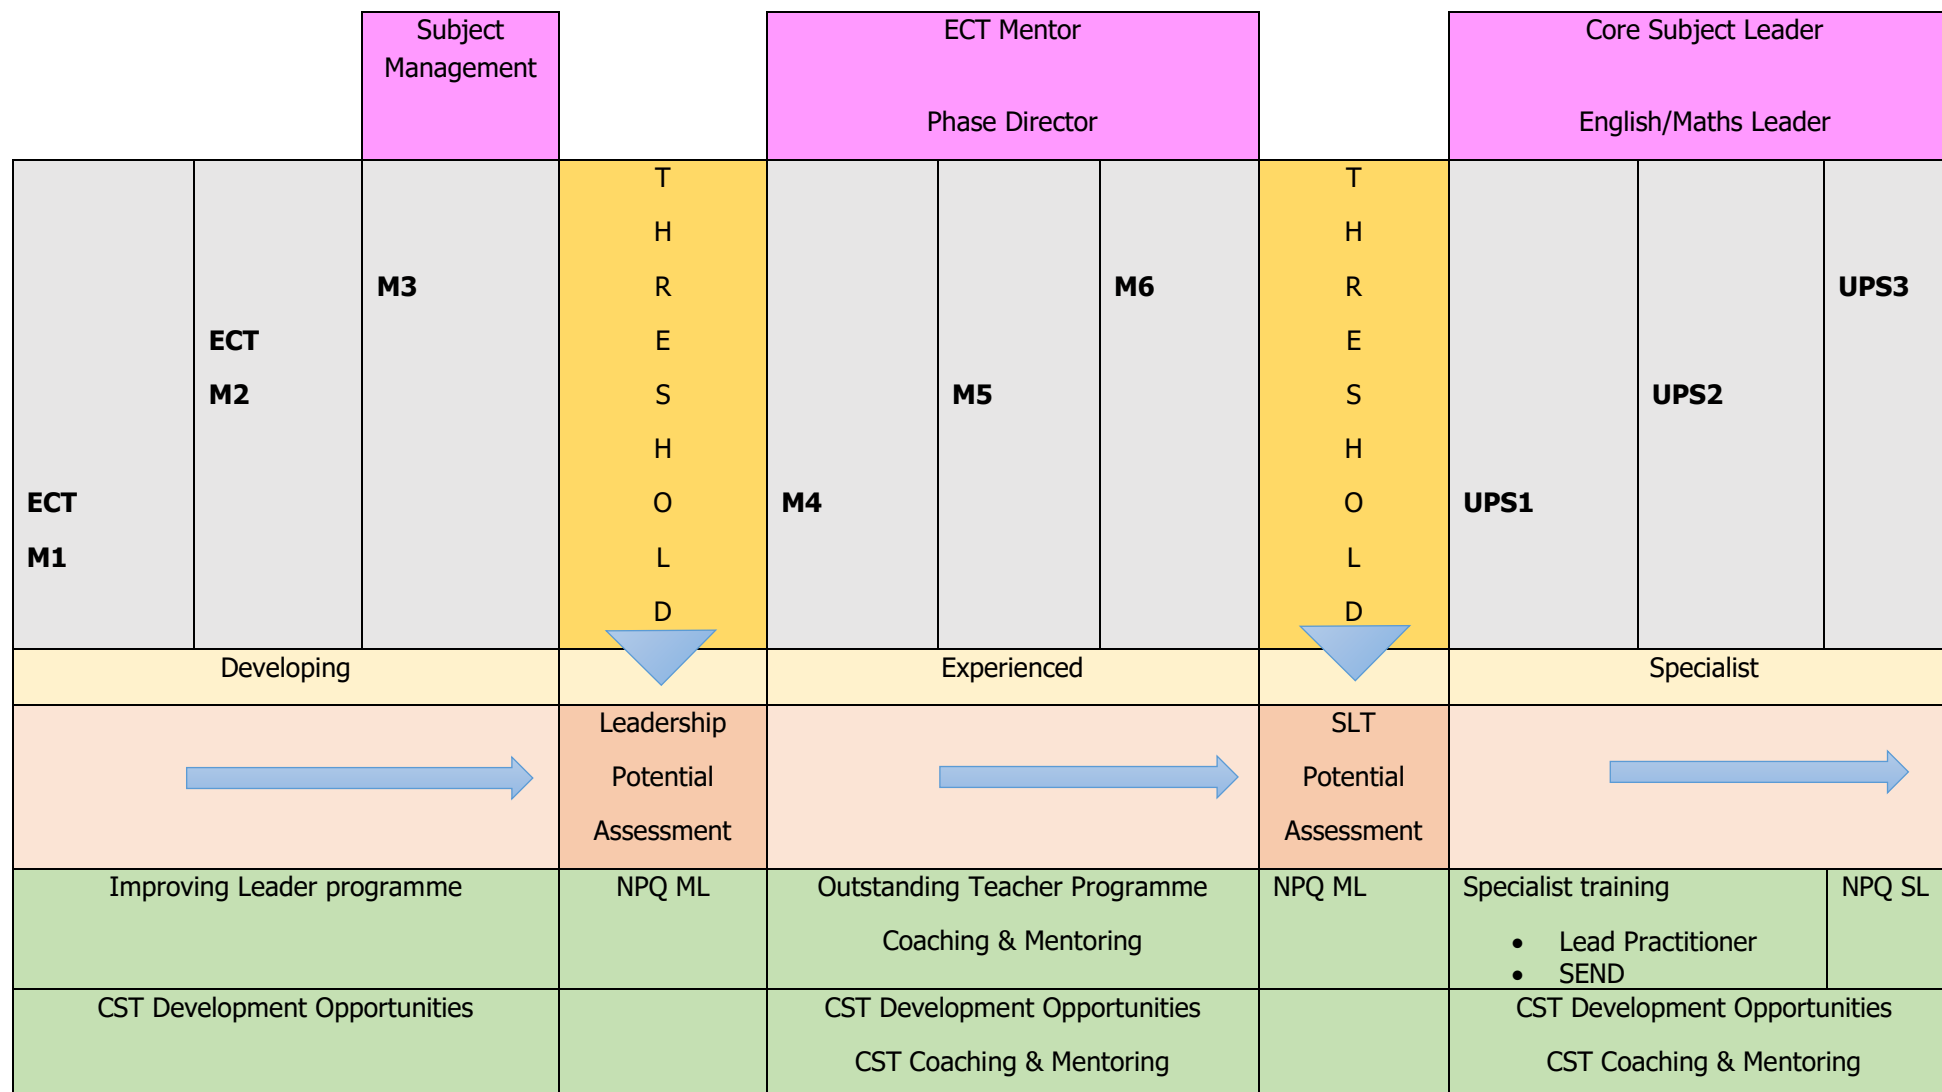 Subject
Management
ECT Mentor
Phase Director
Core Subject Leader
English/Maths Leader
ECT
M1
ECT
M2
M3
T
H
R
E
S
H
O
L
D
M4
M5
M6
T
H
R
E
S
H
O
L
D
UPS1
UPS2
UPS3
Developing
Experienced
Specialist
Leadership
Potential
Assessment
SLT
Potential
Assessment
Improving Leader programme
NPQ ML
Outstanding Teacher Programme
Coaching & Mentoring
NPQ ML
Specialist training
• Lead Practitioner
• SEND
NPQ SL
CST Development Opportunities
CST Development Opportunities
CST Coaching & Mentoring
CST Development Opportunities
CST Coaching & Mentoring